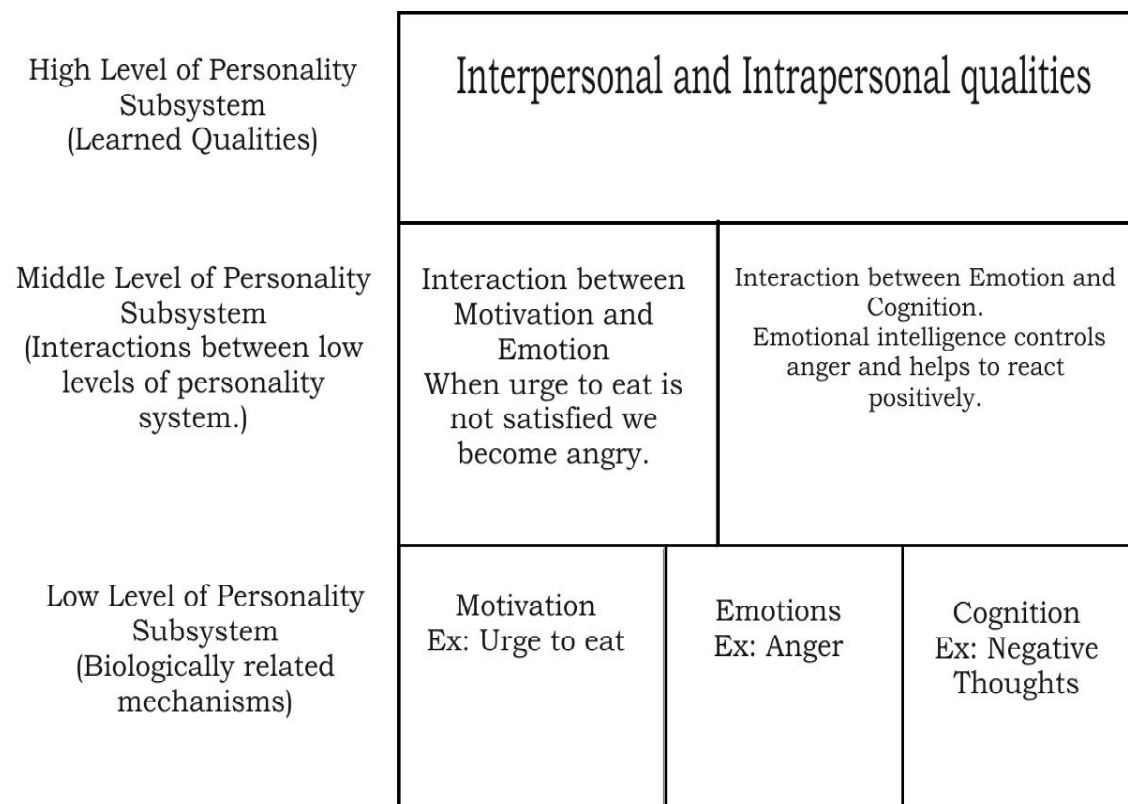 High Level of Personality
Subsystem
(Learned Qualities)
Interpersonal and Intrapersonal qualities
Middle Level of Personality
Subsystem
(Interactions between low
levels of personality
system.)
Interaction between
Motivation and
Emotion
When urge to eat is
not satisfied we
become angry.
Interaction between Emotion and
Cognition.
Emotional intelligence controls
anger and helps to react
positively.
Low Level of Personality
Subsystem
(Biologically related
mechanisms)
Motivation
Ex: Urge to eat
Emotions
Ex: Anger
Cognition
Ex: Negative
Thoughts